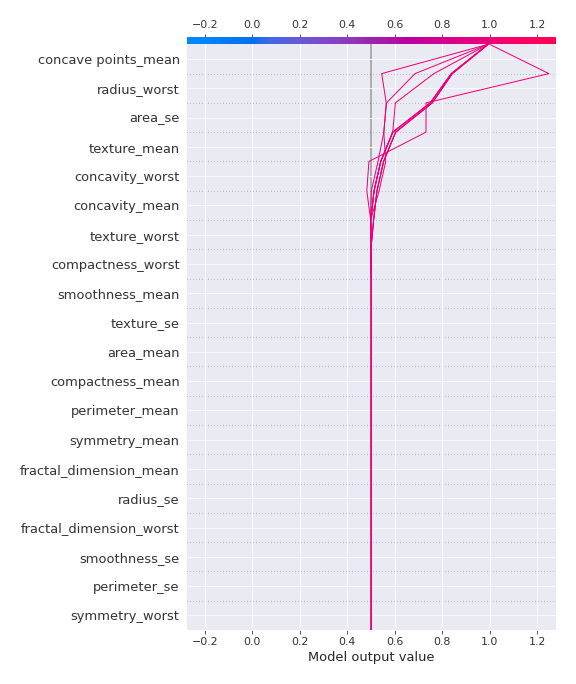 −0.2 0.0 0.2 0.4 0.6 0.8 1.0 1.2
concave points_mean
radius_worst
area_se
texture_mean
concavity_worst
concavity_mean
texture_worst
compactness_worst
smoothness_mean
texture_se
area_mean
compactness_mean
perimeter_mean
symmetry_mean
fractal_dimension_mean
radius_se
fractal_dimension_worst
smoothness_se
perimeter_se
symmetry_worst
−0.2 0.0 0.2 0.4 0.6 0.8 1.0 1.2
Model output value